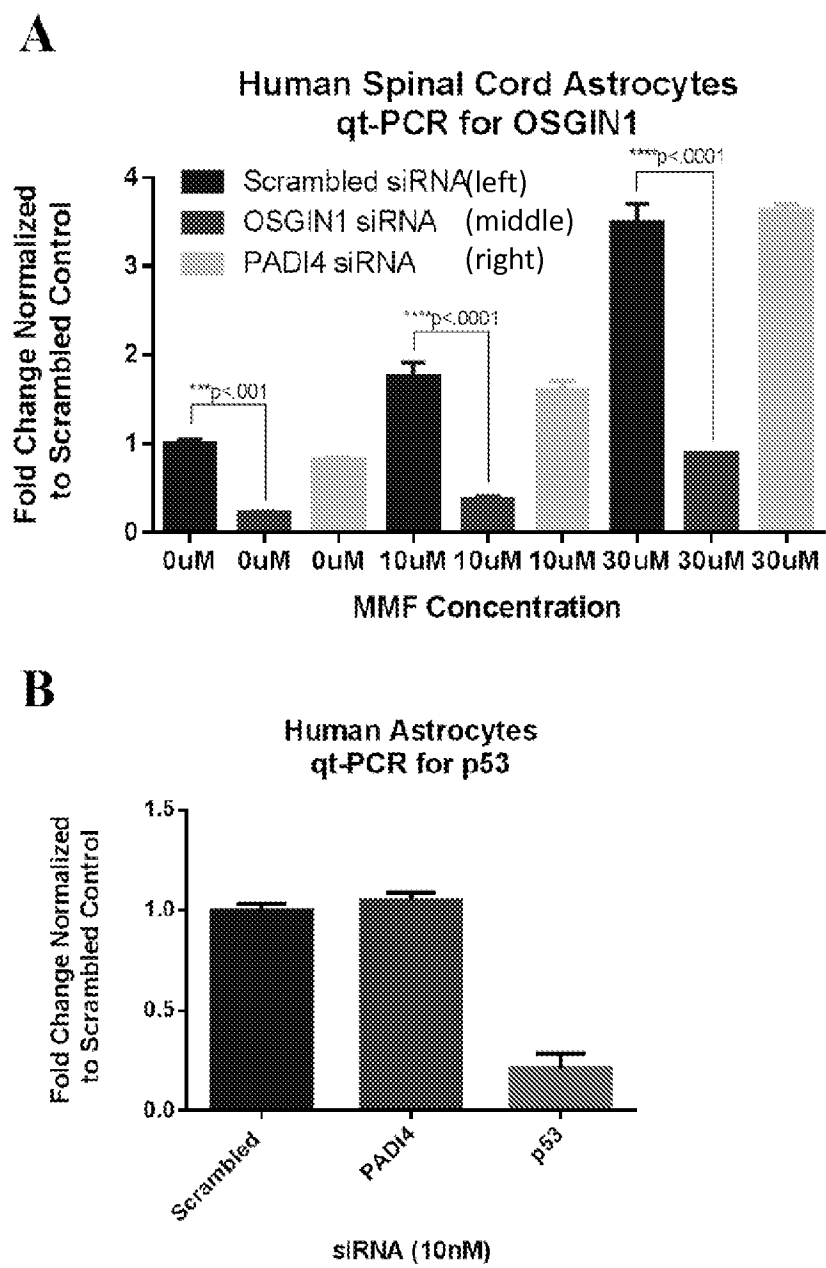 A
Human Spinal Cord Astrocytes
qt-PCR for OSGIN1
Fold Change Normalized
to Scrambled Control
4
3
2
1
0
Scrambled siRNA (left)
OSGIN1 siRNA (middle)
PADI4 siRNA (right)
***p<.001
****p<.0001
****p<.0001
0uM 0uM 0uM 10uM 10uM 10uM 30uM 30uM 30uM
MMF Concentration
B
Human Astrocytes
qt-PCR for p53
Fold Change Normalized
to Scrambled Control
1.5
1.0
0.5
0.0
Scrambled
PADI4
p53
siRNA (10nM)